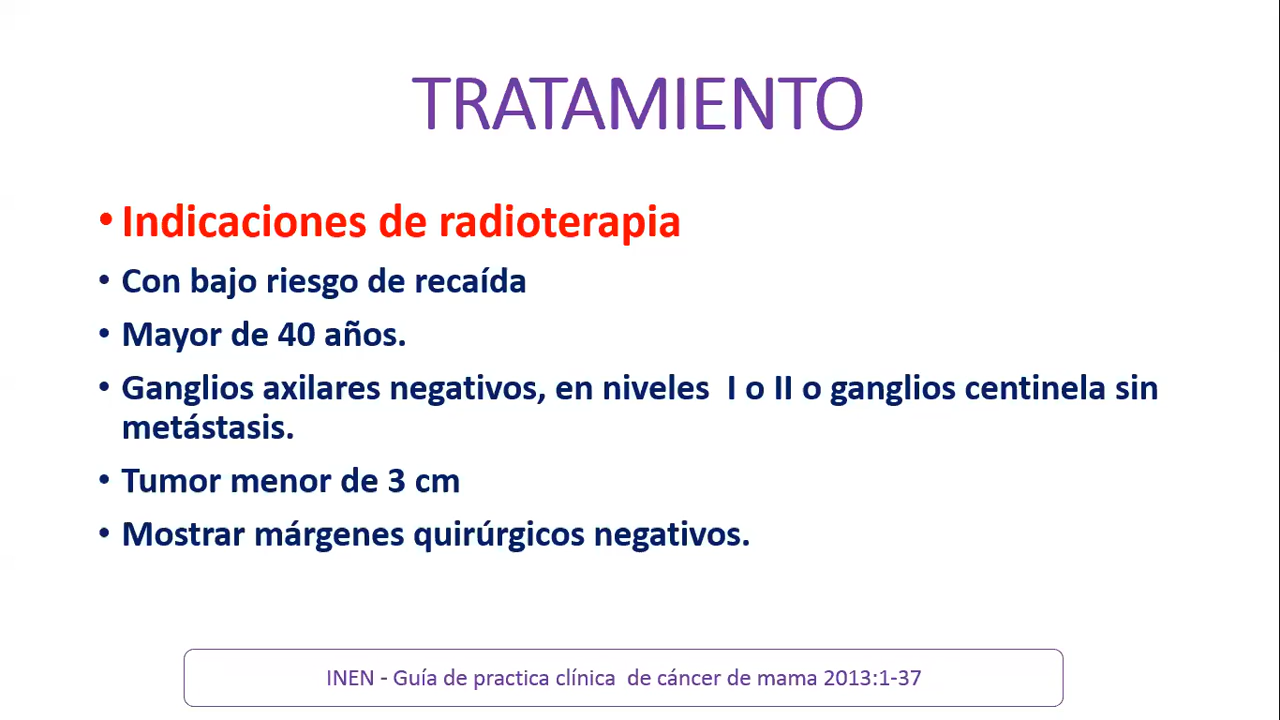 TRATAMIENTO
• Indicaciones de radioterapia
• Con bajo riesgo de recaída
• Mayor de 40 años.
• Ganglios axilares negativos, en niveles  I o II o ganglios centinela sin
metástasis.
• Tumor menor de 3 cm
• Mostrar márgenes quirúrgicos negativos.
INEN - Guía de practica clínica  de cáncer de mama 2013:1-37